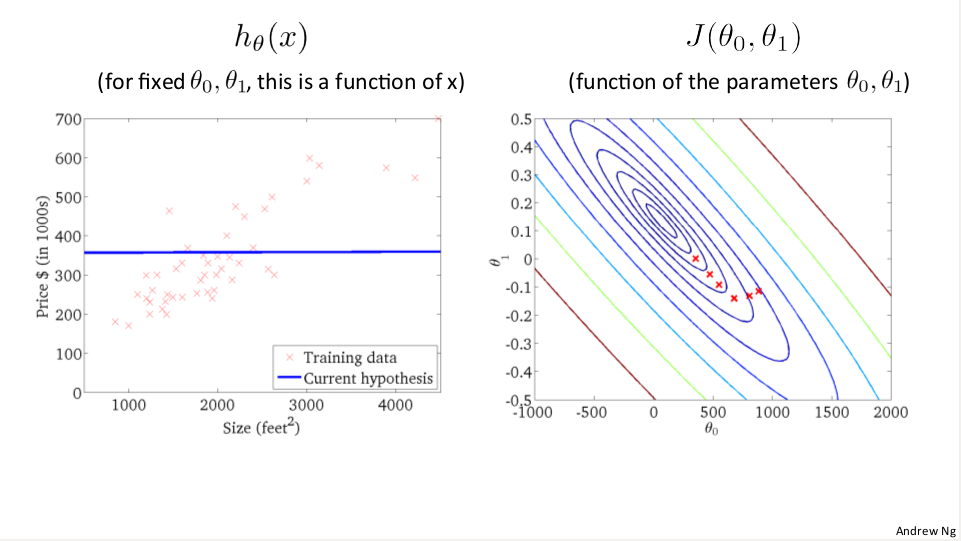 hθ(x)
(for fixed θ0, θ1, this is a function of x)
700
600
500
400
300
200
100
0
Price $ (in 1000s)
1000
2000
3000
4000
Size (feet²)
Training data
Current hypothesis
J(θ0, θ1)
(function of the parameters θ0, θ1)
0.5
0.4
0.3
0.2
0.1
0
-0.1
-0.2
-0.3
-0.4
-0.5
θ1
-1000
-500
0
500
1000
1500
2000
θ0
Andrew Ng